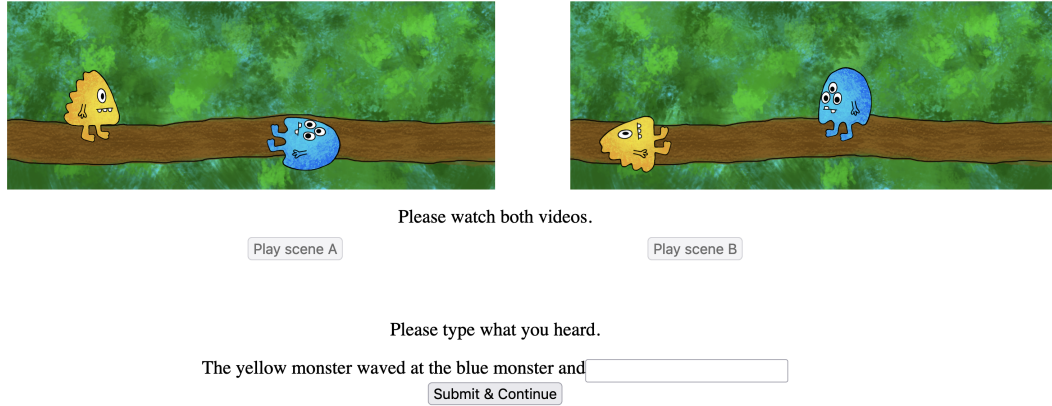 Please watch both videos.
Play scene A
Play scene B
Please type what you heard.
The yellow monster waved at the blue monster and
Submit & Continue